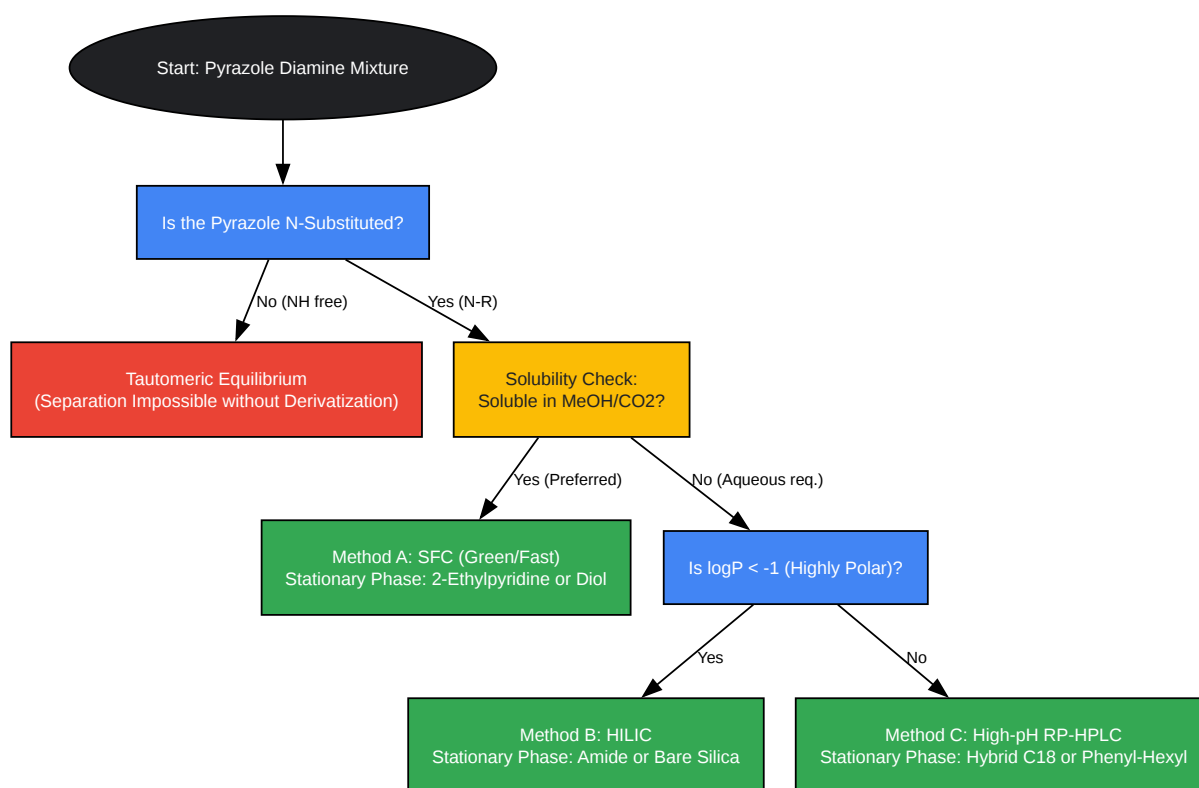 Start: Pyrazole Diamine Mixture
Is the Pyrazole N-Substituted?
No (NH free)
Yes (N-R)
Tautomeric Equilibrium
(Separation Impossible without Derivatization)
Solubility Check:
Soluble in MeOH/CO2?
Yes (Preferred)
No (Aqueous req.)
Method A: SFC (Green/Fast)
Stationary Phase: 2-Ethylpyridine or Diol
Is logP < -1 (Highly Polar)?
Yes
No
Method B: HILIC
Stationary Phase: Amide or Bare Silica
Method C: High-pH RP-HPLC
Stationary Phase: Hybrid C18 or Phenyl-Hexyl